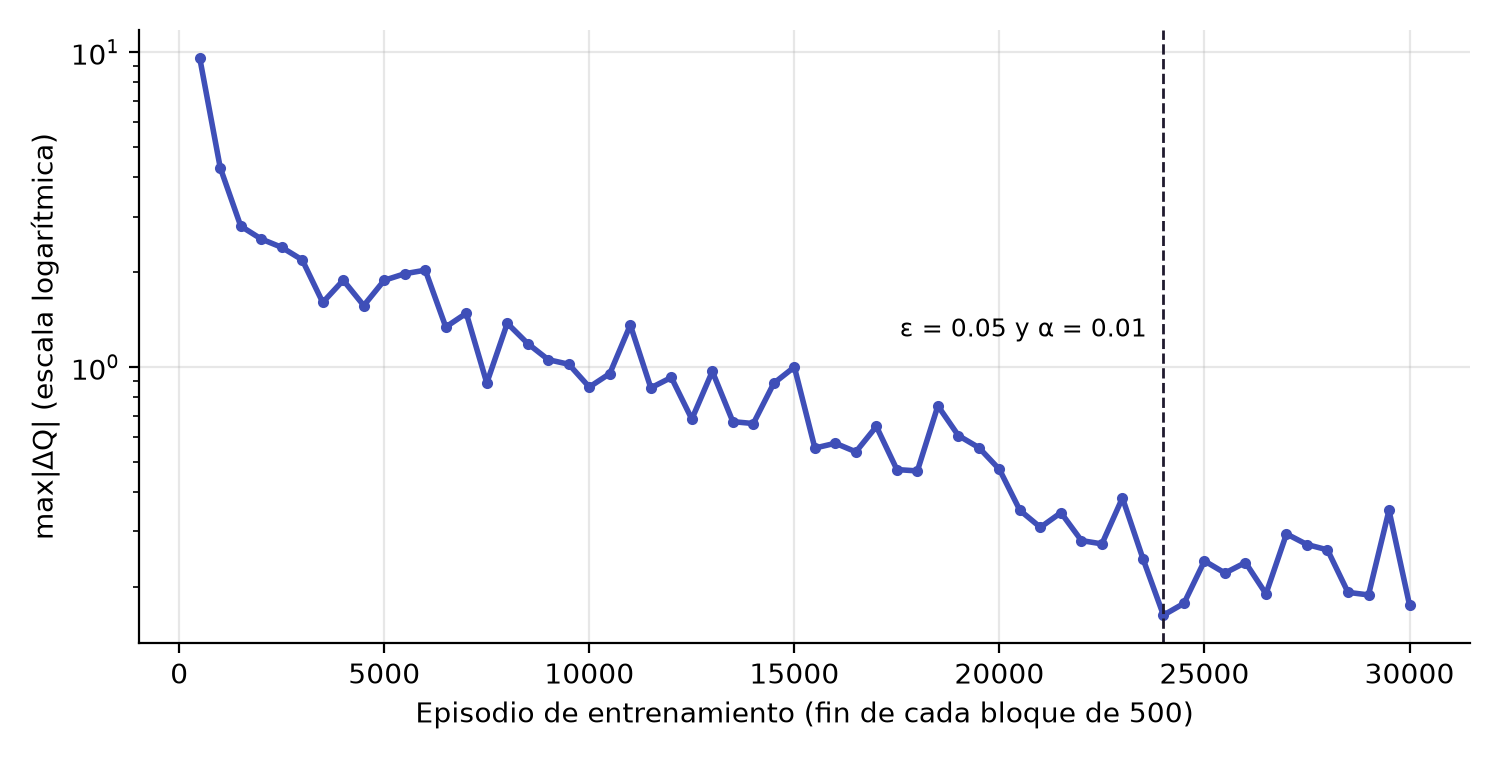 max|ΔQ| (escala logarítmica)
10¹
10⁰
ε = 0.05 y α = 0.01
0 5000 10000 15000 20000 25000 30000
Episodio de entrenamiento (fin de cada bloque de 500)